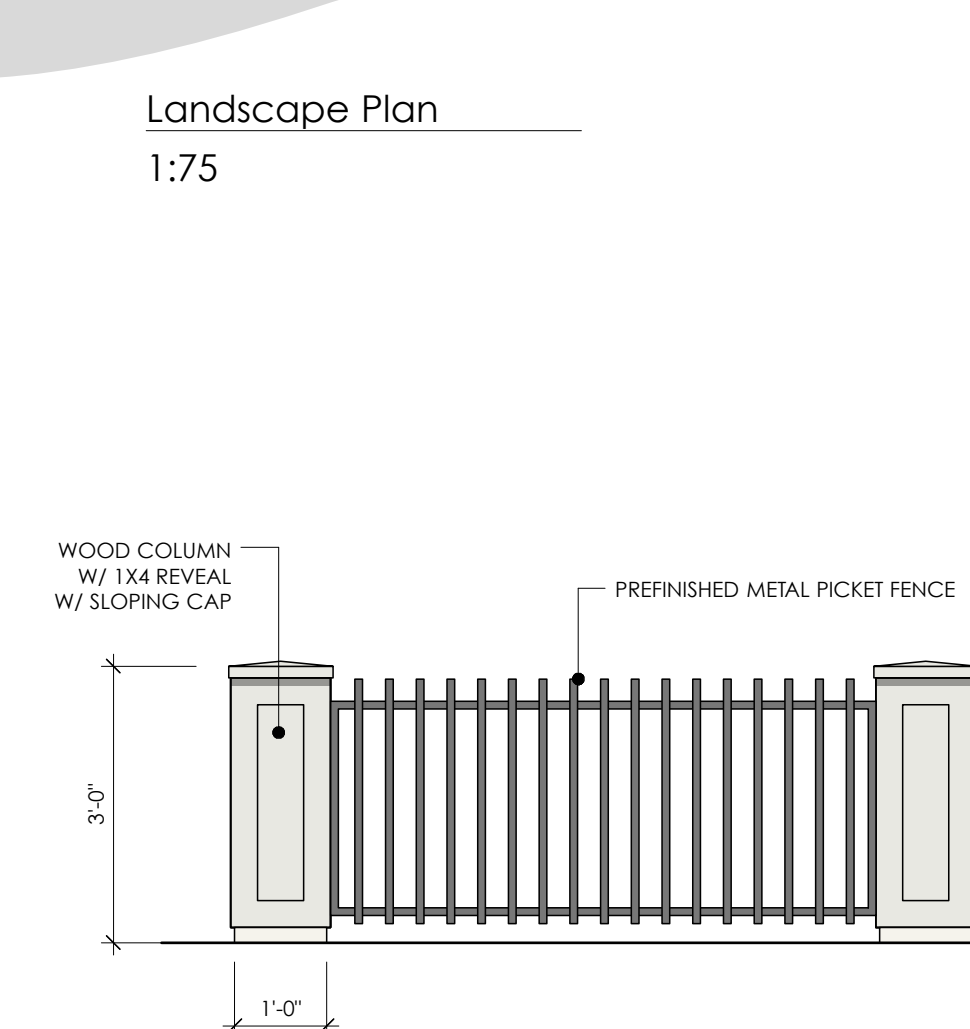 Landscape Plan
1:75
WOOD COLUMN
W/ 1X4 REVEAL
W/ SLOPING CAP
PREFINISHED METAL PICKET FENCE
3'-0"
1'-0"